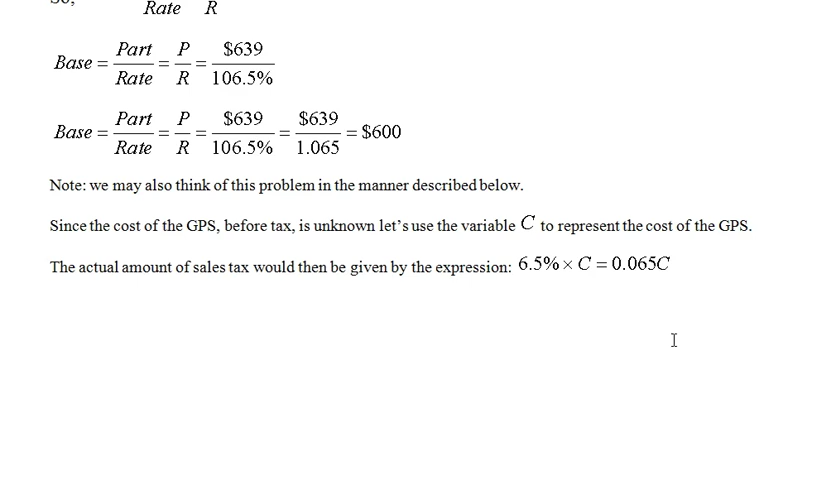 So,
Rate R
Base = Part/Rate = P/R = $639/106.5%
Base = Part/Rate = P/R = $639/106.5% = $639/1.065 = $600
Note: we may also think of this problem in the manner described below.
Since the cost of the GPS, before tax, is unknown let's use the variable C to represent the cost of the GPS.
The actual amount of sales tax would then be given by the expression: 6.5% × C = 0.065C